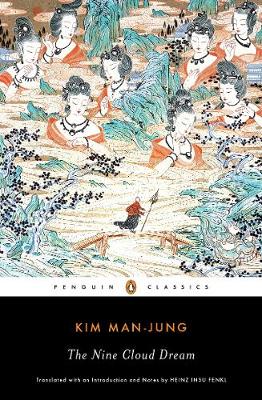 PENGUIN CLASSICS
KIM MAN-JUNG
The Nine Cloud Dream
Translated with an Introduction and Notes by HEINZ INSU FENKL